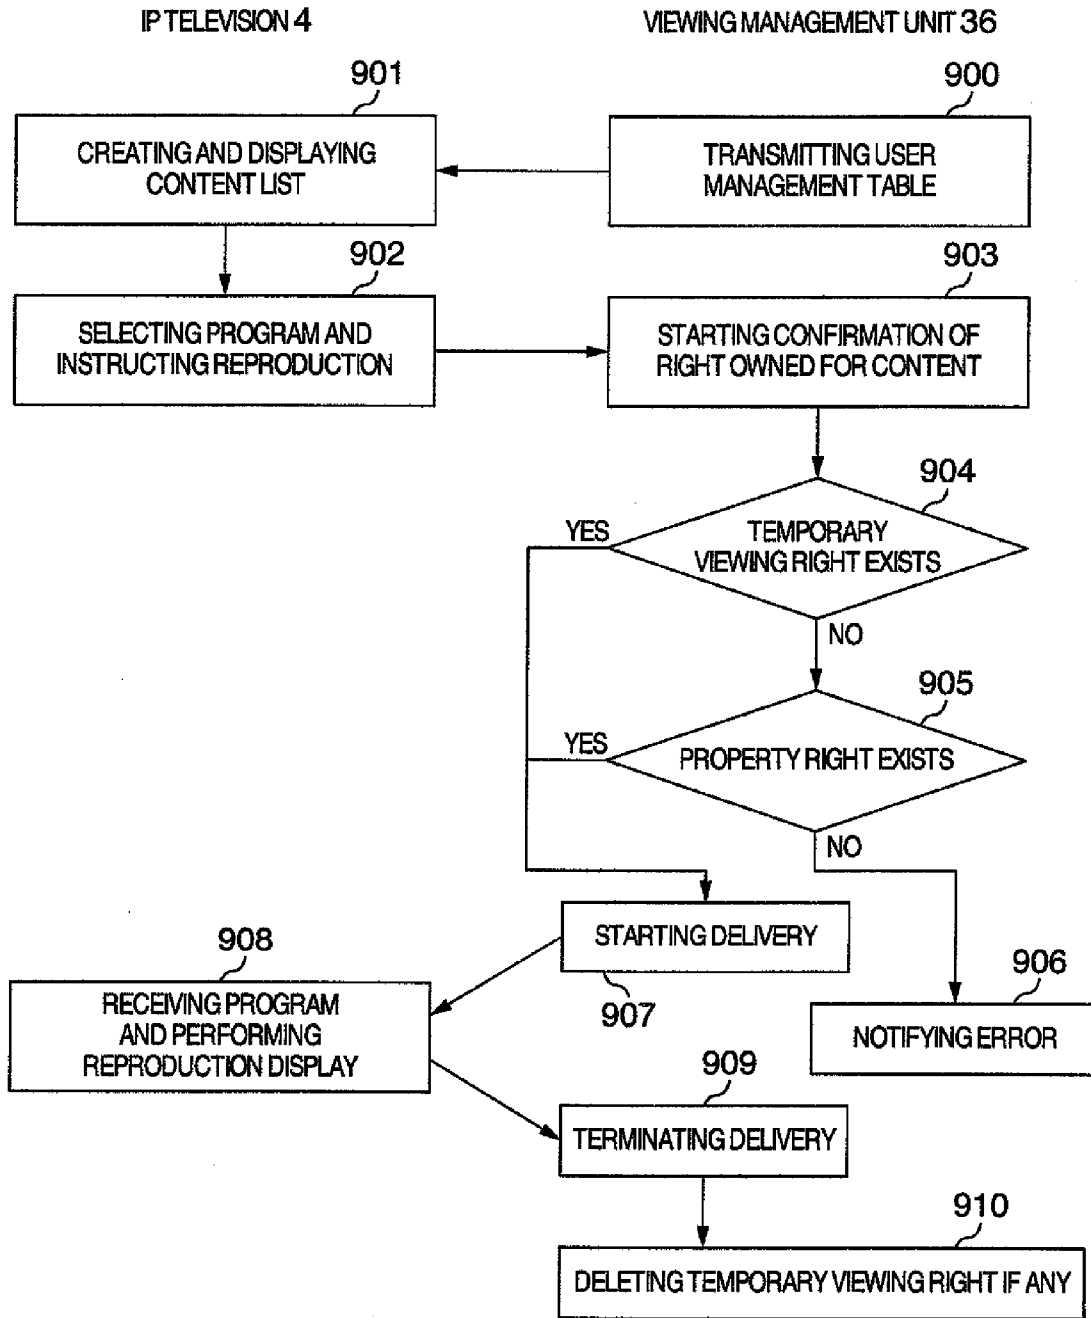 IP TELEVISION 4
VIEWING MANAGEMENT UNIT 36
901
CREATING AND DISPLAYING
CONTENT LIST
900
TRANSMITTING USER
MANAGEMENT TABLE
902
SELECTING PROGRAM AND
INSTRUCTING REPRODUCTION
903
STARTING CONFIRMATION OF
RIGHT OWNED FOR CONTENT
904
TEMPORARY
VIEWING RIGHT EXISTS
YES
NO
905
PROPERTY RIGHT EXISTS
YES
NO
STARTING DELIVERY
907
906
NOTIFYING ERROR
908
RECEIVING PROGRAM
AND PERFORMING
REPRODUCTION DISPLAY
909
TERMINATING DELIVERY
910
DELETING TEMPORARY VIEWING RIGHT IF ANY